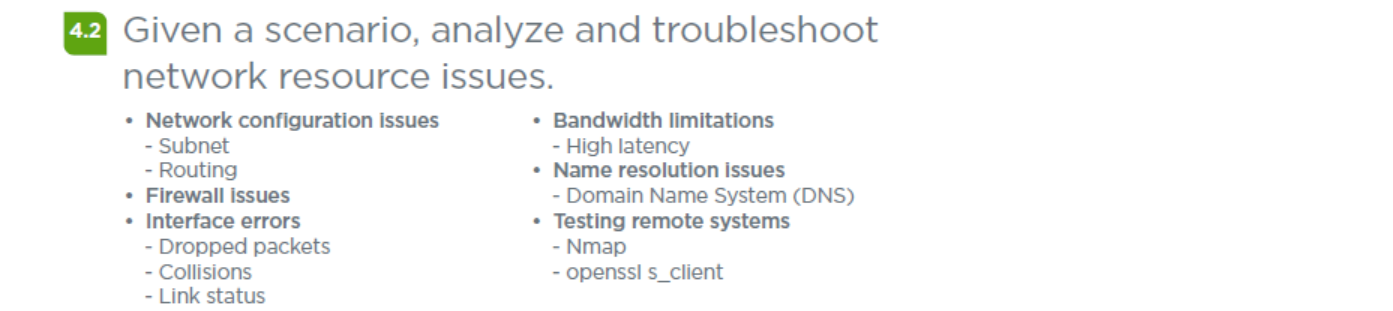 4.2 Given a scenario, analyze and troubleshoot
network resource issues.
• Network configuration issues
- Subnet
- Routing
• Firewall issues
• Interface errors
- Dropped packets
- Collisions
- Link status
• Bandwidth limitations
- High latency
• Name resolution issues
- Domain Name System (DNS)
• Testing remote systems
- Nmap
- openssl s_client